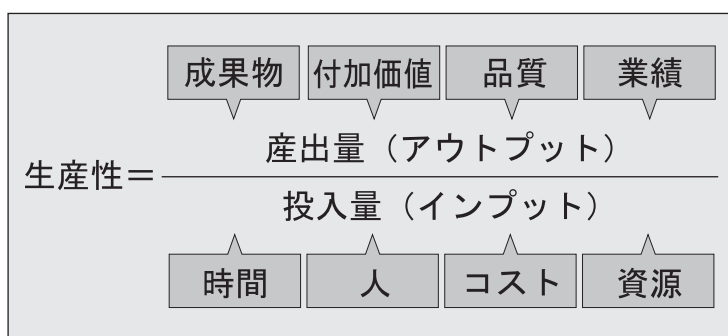 成果物 付加価値 品質 業績
産出量（アウトプット）
生産性＝
投入量（インプット）
時間 人 コスト 資源